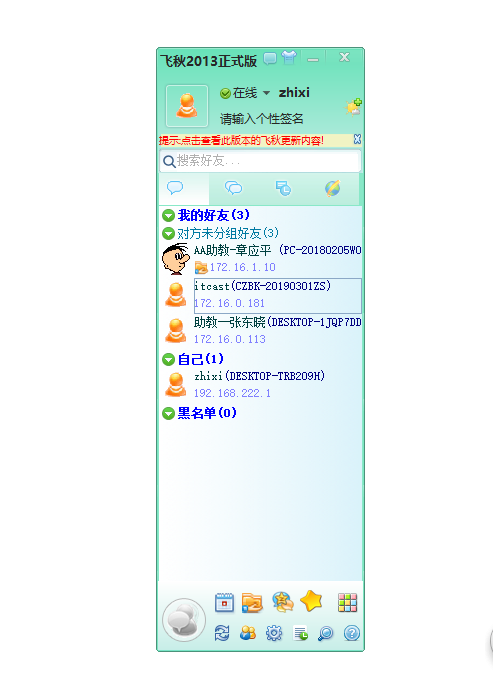 飞秋2013正式版
在线 zhixi
请输入个性签名
提示:点击查看此版本的飞秋更新内容!
搜索好友...
我的好友(3)
对方未分组好友(3)
AA助教-章应平 (PC-20180205WO
172.16.1.10
itcast(CZBK-20190301ZS)
172.16.0.181
助教一张东晓(DESKTOP-1JQP7DD
172.16.0.113
自己(1)
zhixi(DESKTOP-TRB2O9H)
192.168.222.1
黑名单(0)